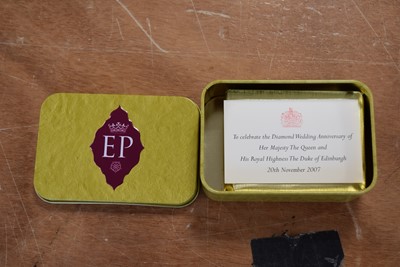 EP
To celebrate the Diamond Wedding Anniversary of
Her Majesty The Queen and
His Royal Highness The Duke of Edinburgh
20th November 2007